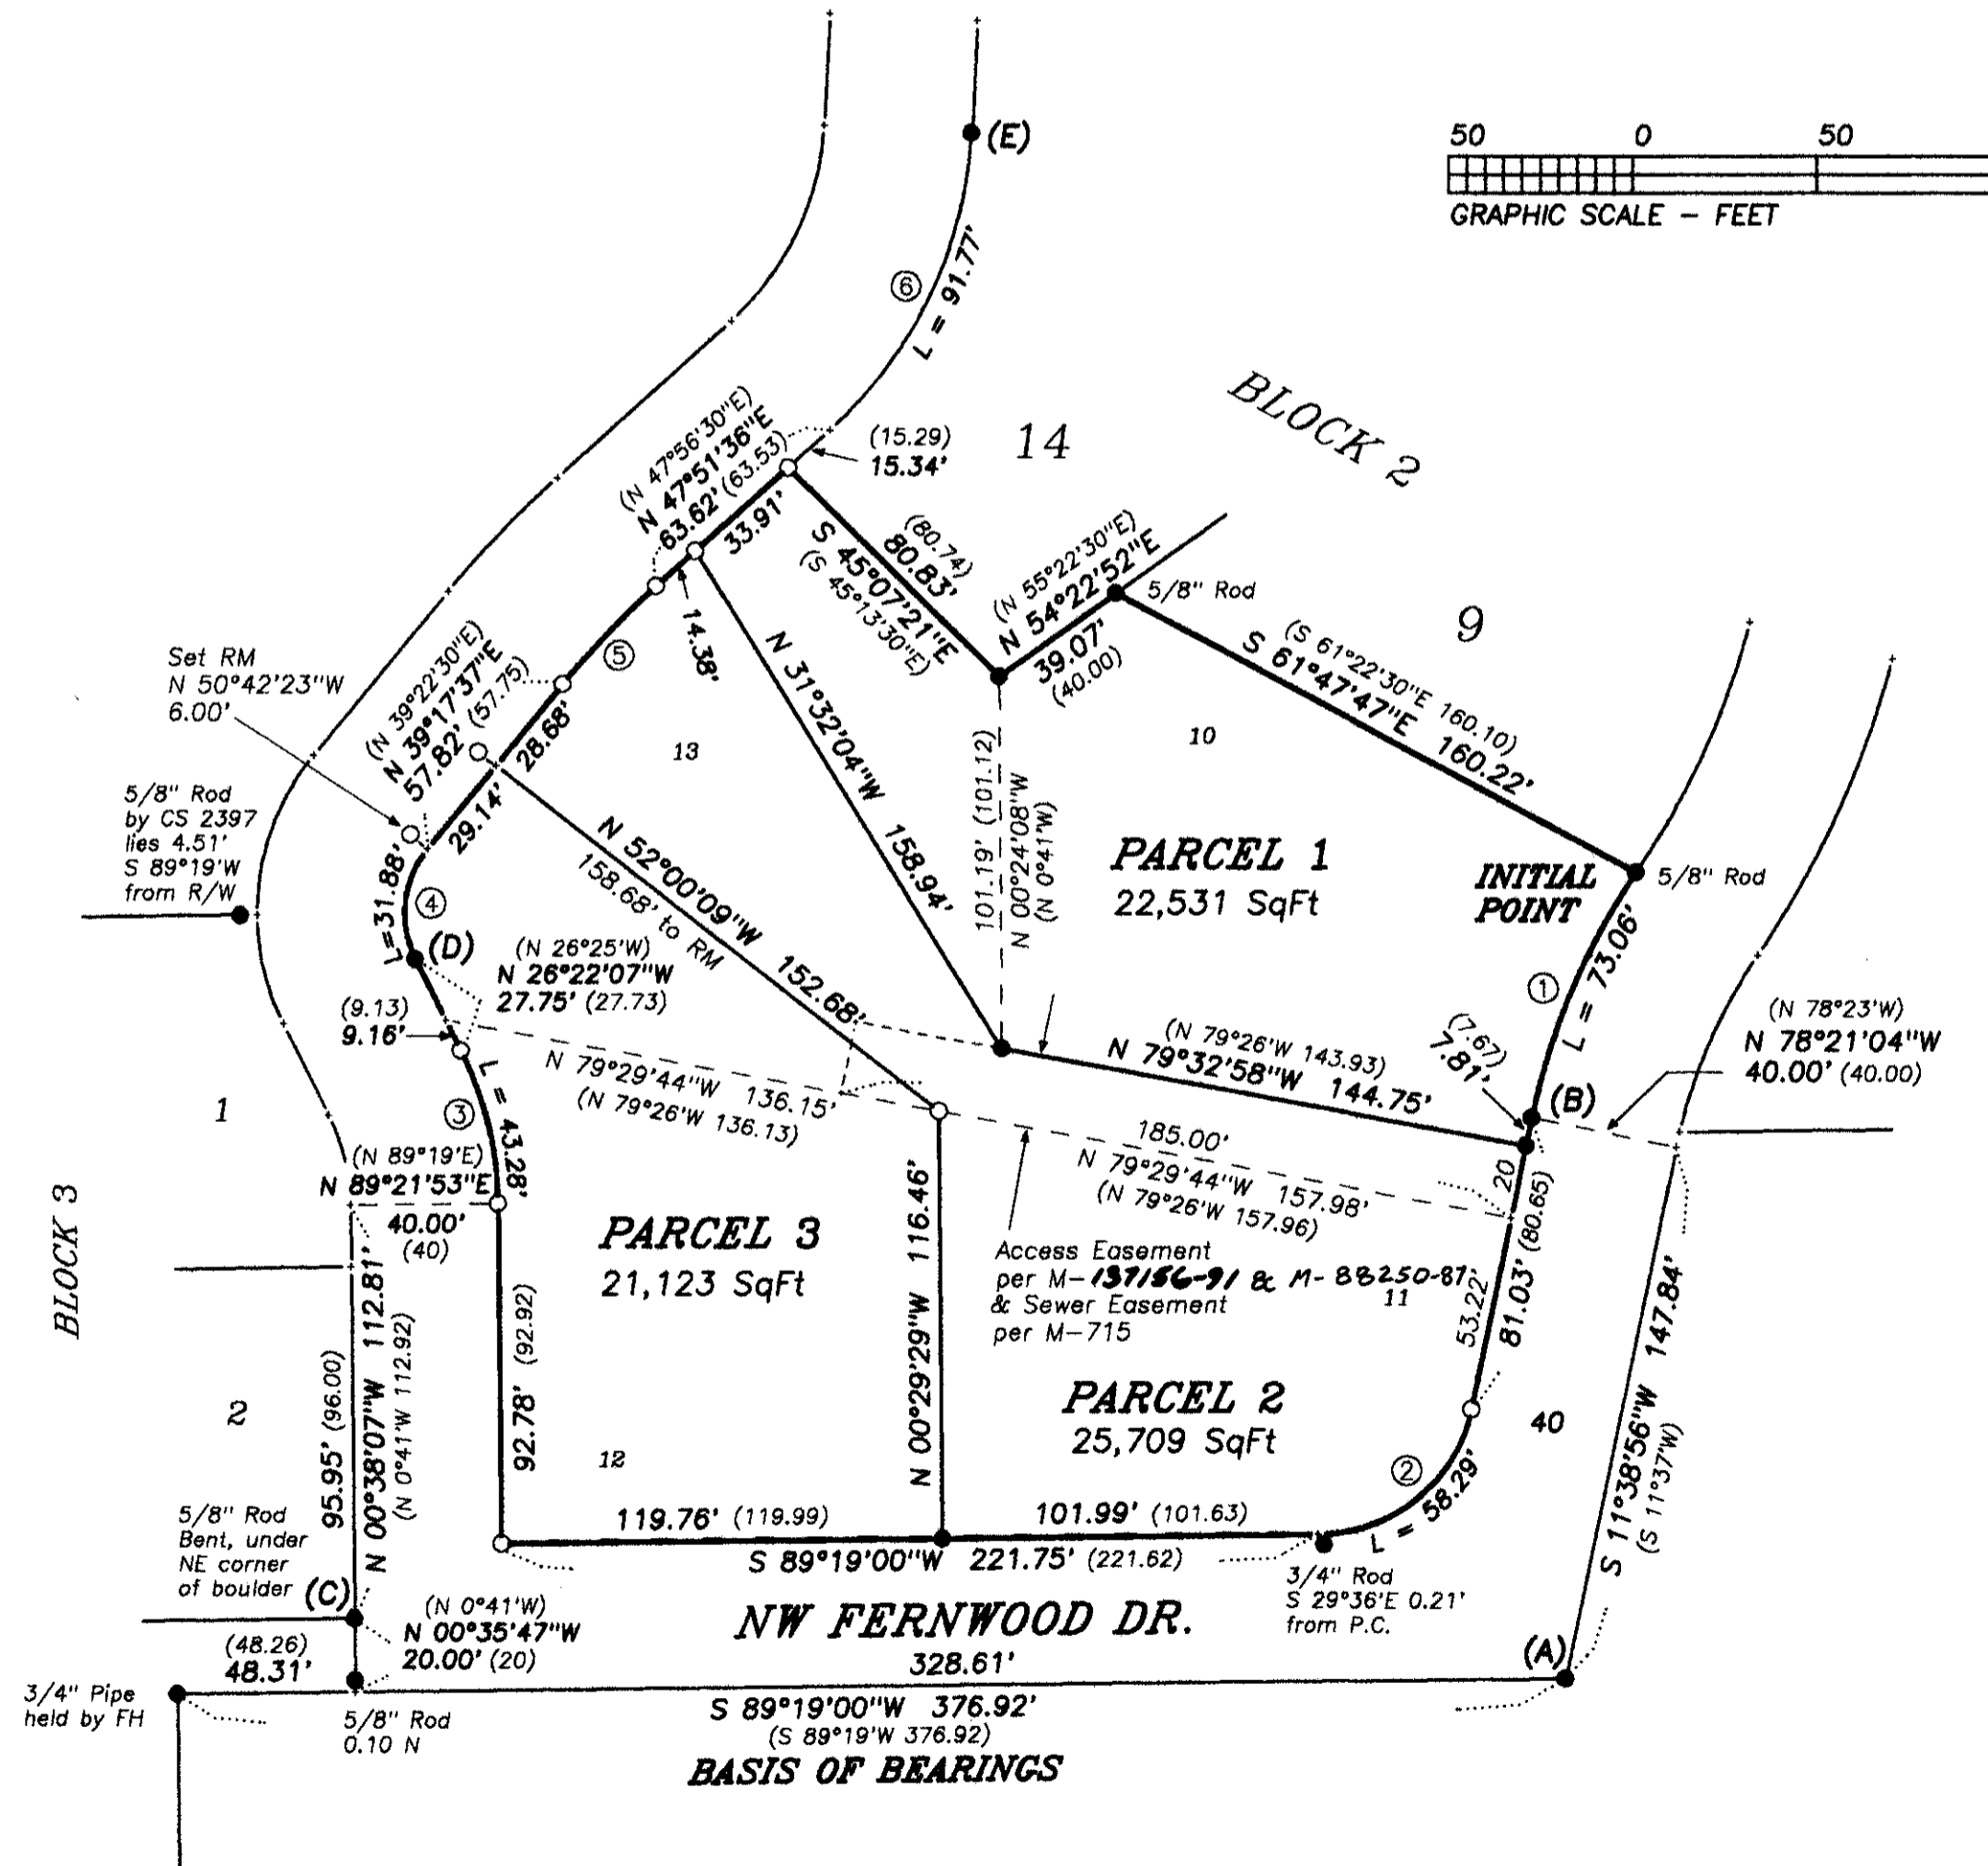 50 0 50
GRAPHIC SCALE – FEET
(E)
⑥
L = 91.77'
BLOCK 2
14
(15.29)
15.34'
(N 47°56'30"E)
N 47°51'36"E
63.62' (63.53)
33.91'
14.38'
(80.74)
80.83'
S 45°07'21"E
(S 45°13'30"E)
(N 55°22'30"E)
N 54°22'52"E
39.07'
(40.00)
5/8" Rod
9
(S 61°22'30"E 160.10)
S 61°47'47"E 160.22'
Set RM
N 50°42'23"W
6.00'
(N 39°22'30"E)
N 39°17'37"E
57.82' (57.75)
⑤
28.68'
29.14'
13
10
N 31°32'04"W 158.94'
101.19' (101.12)
N 00°24'08"W
(N 0°41'W)
PARCEL 1
22,531 SqFt
INITIAL
POINT
5/8" Rod
5/8" Rod
by CS 2397
lies 4.51'
S 89°19'W
from R/W
L=31.88'
④
(D)
N 52°00'09"W 152.68'
158.68' to RM
(N 26°25'W)
N 26°22'07"W
27.75' (27.73)
(9.13)
9.16'
①
L = 73.06'
(7.67)
7.81'
(B)
(N 78°23'W)
N 78°21'04"W
40.00' (40.00)
(N 79°26'W 143.93)
N 79°32'58"W 144.75'
1
③
L = 43.28'
N 79°29'44"W 136.15'
(N 79°26'W 136.13)
185.00'
N 79°29'44"W 157.98'
(N 79°26'W 157.96)
20
(N 89°19'E)
N 89°21'53"E
40.00'
(40)
BLOCK 3
PARCEL 3
21,123 SqFt
N 00°29'29"W 116.46'
Access Easement
per M-137156-91 & M-88250-87
& Sewer Easement
per M-715
11
53.22'
81.03' (80.65)
PARCEL 2
25,709 SqFt
40
S 11°38'56"W 147.84'
(S 11°37'W)
2
95.95' (96.00)
N 00°38'07"W 112.81'
(N 0°41'W 112.92)
92.78' (92.92)
12
②
L = 58.29'
119.76' (119.99)
101.99' (101.63)
S 89°19'00"W 221.75' (221.62)
5/8" Rod
Bent, under
NE corner
of boulder
(C)
3/4" Rod
S 29°36'E 0.21'
from P.C.
(N 0°41'W)
N 00°35'47"W
20.00' (20)
NW FERNWOOD DR.
328.61'
(A)
(48.26)
48.31'
3/4" Pipe
held by FH
5/8" Rod
0.10 N
S 89°19'00"W 376.92'
(S 89°19'W 376.92)
BASIS OF BEARINGS